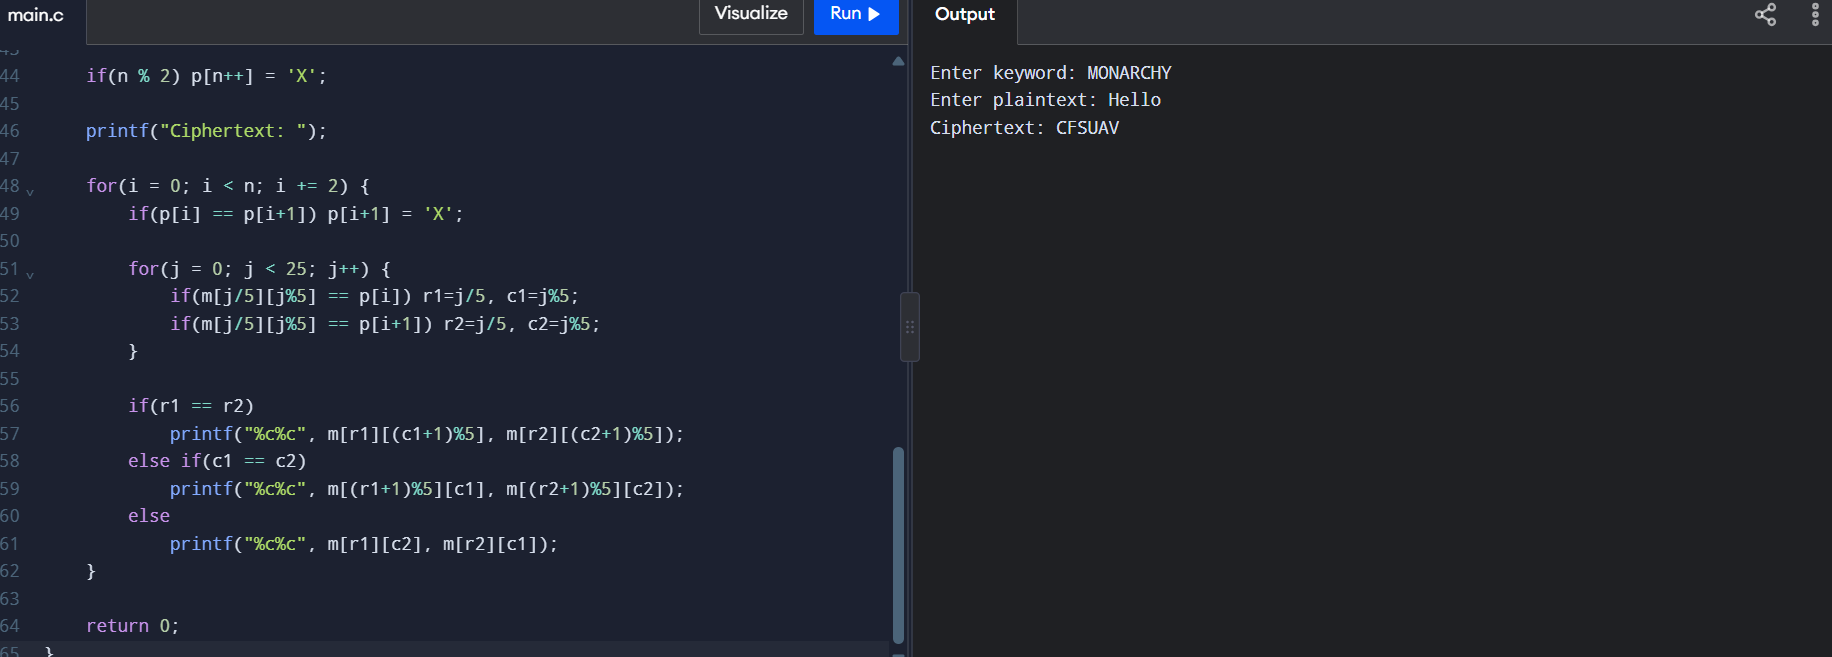 main.c
Visualize
Run
Output
44 if(n % 2) p[n++] = 'X';
45
46 printf("Ciphertext: ");
47
48 for(i = 0; i < n; i += 2) {
49 if(p[i] == p[i+1]) p[i+1] = 'X';
50
51 for(j = 0; j < 25; j++) {
52 if(m[j/5][j%5] == p[i]) r1=j/5, c1=j%5;
53 if(m[j/5][j%5] == p[i+1]) r2=j/5, c2=j%5;
54 }
55
56 if(r1 == r2)
57 printf("%c%c", m[r1][(c1+1)%5], m[r2][(c2+1)%5]);
58 else if(c1 == c2)
59 printf("%c%c", m[(r1+1)%5][c1], m[(r2+1)%5][c2]);
60 else
61 printf("%c%c", m[r1][c2], m[r2][c1]);
62 }
63
64 return 0;
65 }
Enter keyword: MONARCHY
Enter plaintext: Hello
Ciphertext: CFSUAV